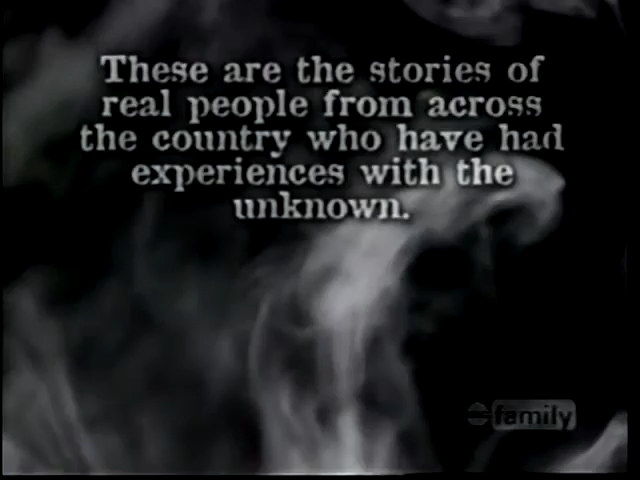 These are the stories of
real people from across
the country who have had
experiences with the
unknown.
family